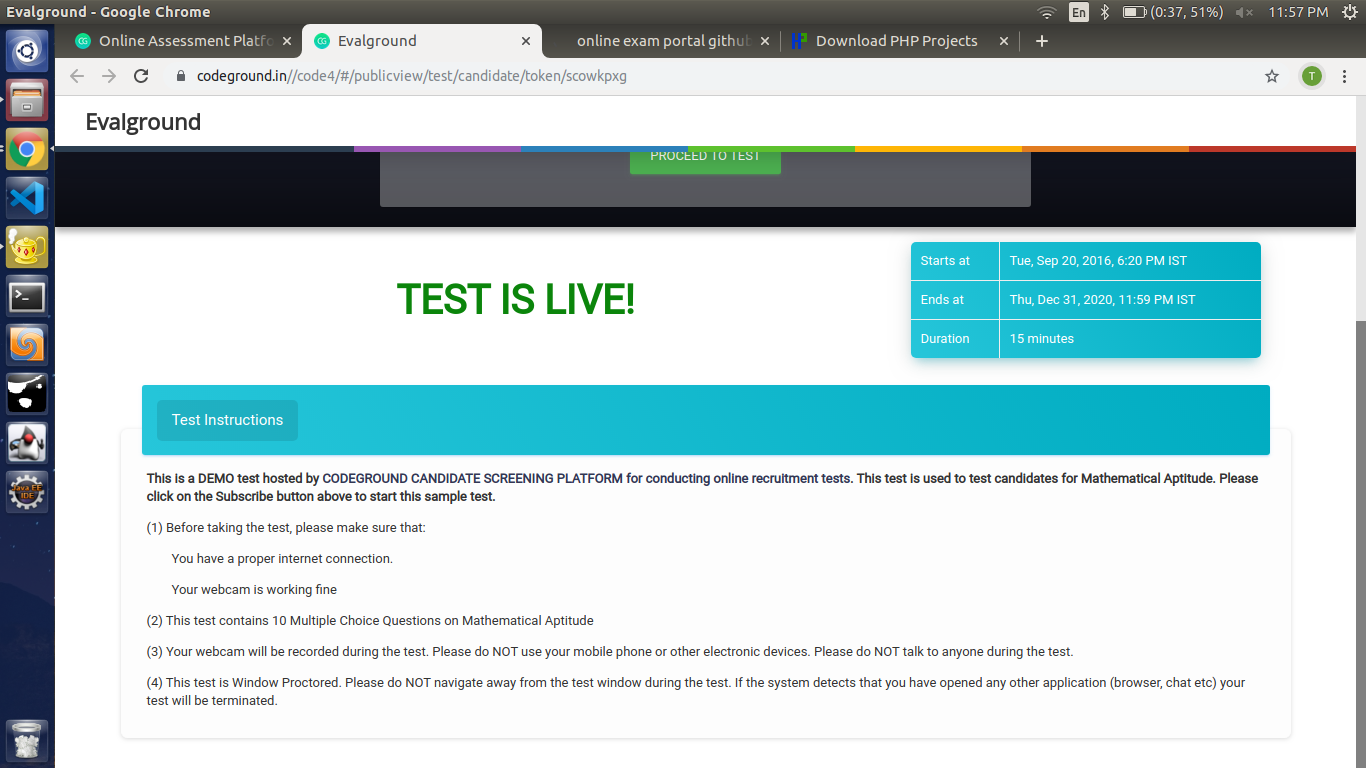 Evalground - Google Chrome
En
(0:37, 51%)
11:57 PM
Online Assessment Platfo
Evalground
online exam portal github
Download PHP Projects
codeground.in//code4/#/publicview/test/candidate/token/scowkpxg
T
Evalground
PROCEED TO TEST
Starts at Tue, Sep 20, 2016, 6:20 PM IST
TEST IS LIVE!
Ends at Thu, Dec 31, 2020, 11:59 PM IST
Duration 15 minutes
Test Instructions
This is a DEMO test hosted by CODEGROUND CANDIDATE SCREENING PLATFORM for conducting online recruitment tests. This test is used to test candidates for Mathematical Aptitude. Please
click on the Subscribe button above to start this sample test.
(1) Before taking the test, please make sure that:
You have a proper internet connection.
Your webcam is working fine
(2) This test contains 10 Multiple Choice Questions on Mathematical Aptitude
(3) Your webcam will be recorded during the test. Please do NOT use your mobile phone or other electronic devices. Please do NOT talk to anyone during the test.
(4) This test is Window Proctored. Please do NOT navigate away from the test window during the test. If the system detects that you have opened any other application (browser, chat etc) your
test will be terminated.
Java EE
IDE